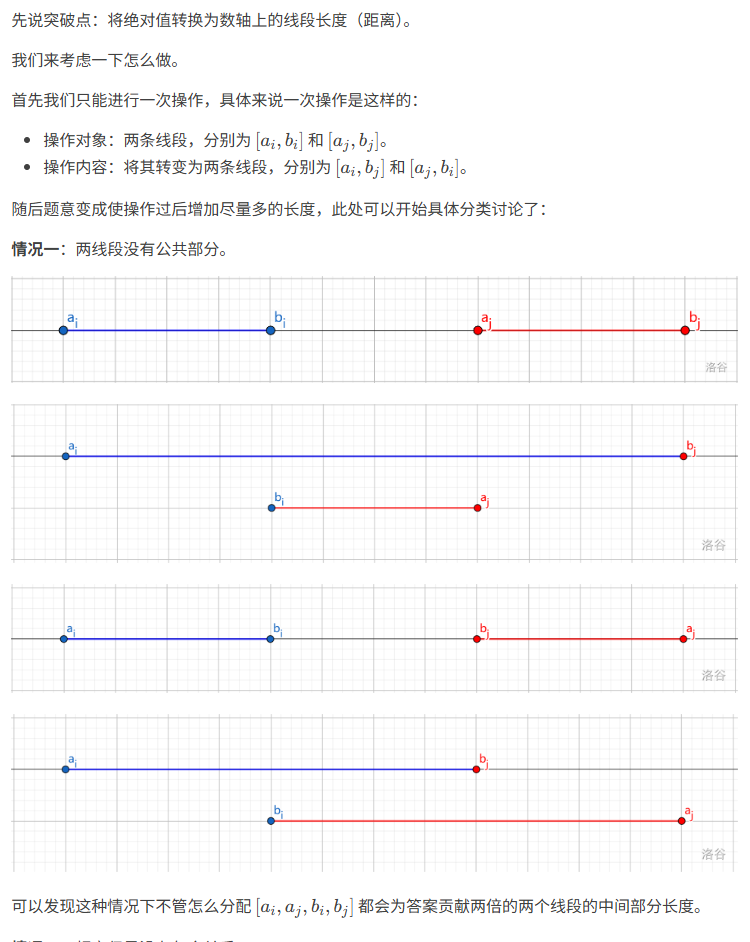 先说突破点：将绝对值转换为数轴上的线段长度（距离）。
我们来考虑一下怎么做。
首先我们只能进行一次操作，具体来说一次操作是这样的：
• 操作对象：两条线段，分别为 [a_i, b_i] 和 [a_j, b_j]。
• 操作内容：将其转变为两条线段，分别为 [a_i, b_j] 和 [a_j, b_i]。
随后题意变成使操作过后增加尽量多的长度，此处可以开始具体分类讨论了：
情况一：两线段没有公共部分。
a_i b_i a_j b_j
洛谷
a_i b_j
b_i a_j
洛谷
a_i b_i b_j a_j
洛谷
a_i b_j
b_i a_j
洛谷
可以发现这种情况下不管怎么分配 [a_i, a_j, b_i, b_j] 都会为答案贡献两倍的两个线段的中间部分长度。